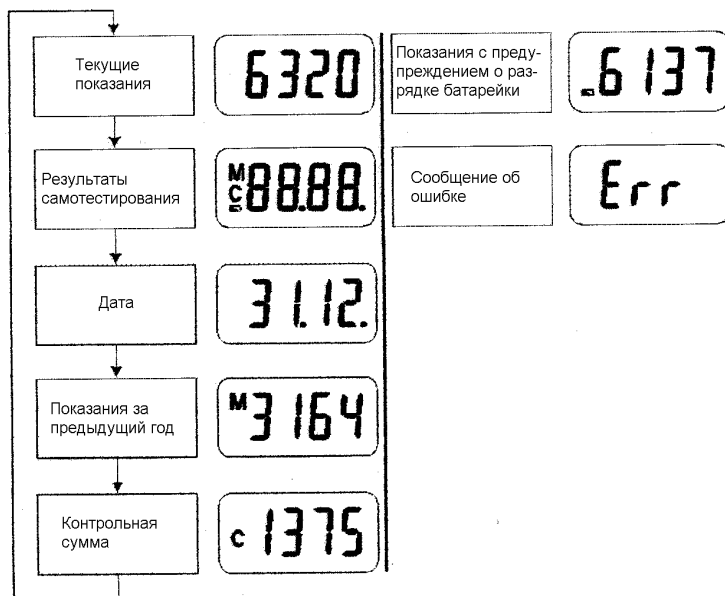 Текущие
показания
6320
Результаты
самотестирования
M
C
88.88.
Дата
31.12.
Показания за
предыдущий год
M 3164
Контрольная
сумма
C 1375
Показания с преду-
преждением о раз-
рядке батарейки
6137
Сообщение об
ошибке
Err